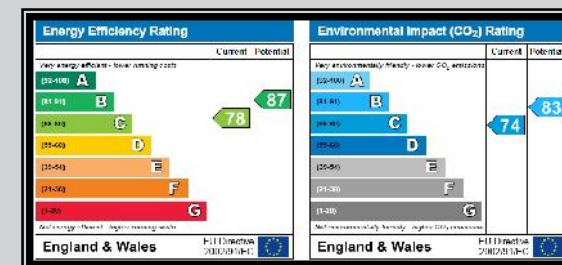 Energy Efficiency Rating
Current Potential
Very energy efficient - lower running costs
(92-100) A
(81-91) B
87
(69-80) C
78
(55-68) D
(39-54) E
(21-38) F
(1-20) G
Not energy efficient - higher running costs
England & Wales
EU Directive
2002/91/EC
Environmental Impact (CO₂) Rating
Current Potential
Very environmentally friendly - lower CO₂ emissions
(92-100) A
(81-91) B
83
(69-80) C
74
(55-68) D
(39-54) E
(21-38) F
(1-20) G
Not environmentally friendly - higher CO₂ emissions
England & Wales
EU Directive
2002/91/EC